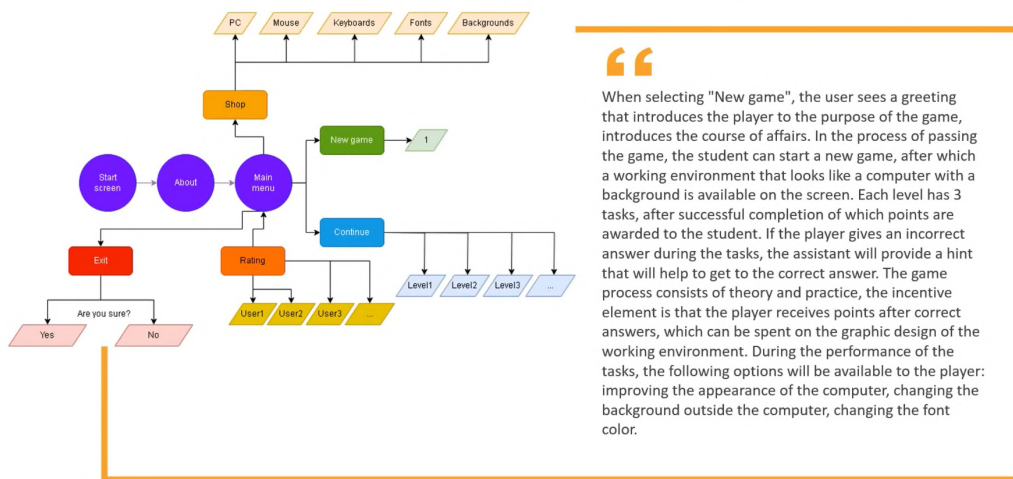 PC
Mouse
Keyboards
Fonts
Backgrounds
Shop
New game
1
Start
screen
About
Main
menu
Continue
Exit
Rating
Level1
Level2
Level3
...
Are you sure?
User1
User2
User3
...
Yes
No
“
When selecting "New game", the user sees a greeting
that introduces the player to the purpose of the game,
introduces the course of affairs. In the process of passing
the game, the student can start a new game, after which
a working environment that looks like a computer with a
background is available on the screen. Each level has 3
tasks, after successful completion of which points are
awarded to the student. If the player gives an incorrect
answer during the tasks, the assistant will provide a hint
that will help to get to the correct answer. The game
process consists of theory and practice, the incentive
element is that the player receives points after correct
answers, which can be spent on the graphic design of the
working environment. During the performance of the
tasks, the following options will be available to the player:
improving the appearance of the computer, changing the
background outside the computer, changing the font
color.